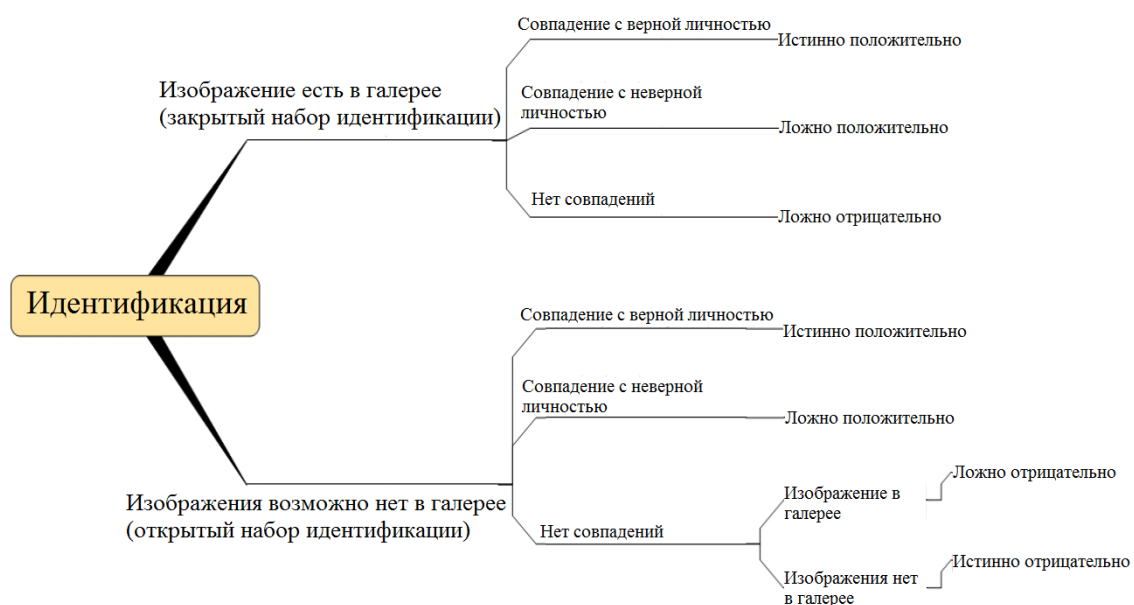 Совпадение с верной личностью
Истинно положительно
Изображение есть в галерее
(закрытый набор идентификации)
Совпадение с неверной
личностью
Ложно положительно
Нет совпадений
Ложно отрицательно
Идентификация
Совпадение с верной личностью
Истинно положительно
Совпадение с неверной
личностью
Ложно положительно
Изображения возможно нет в галерее
(открытый набор идентификации)
Нет совпадений
Изображение в
галерее
Ложно отрицательно
Изображения нет
в галерее
Истинно отрицательно